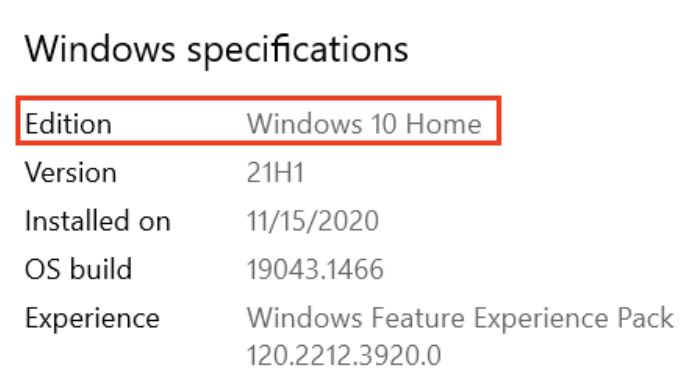 Windows specifications
Edition Windows 10 Home
Version 21H1
Installed on 11/15/2020
OS build 19043.1466
Experience Windows Feature Experience Pack
120.2212.3920.0